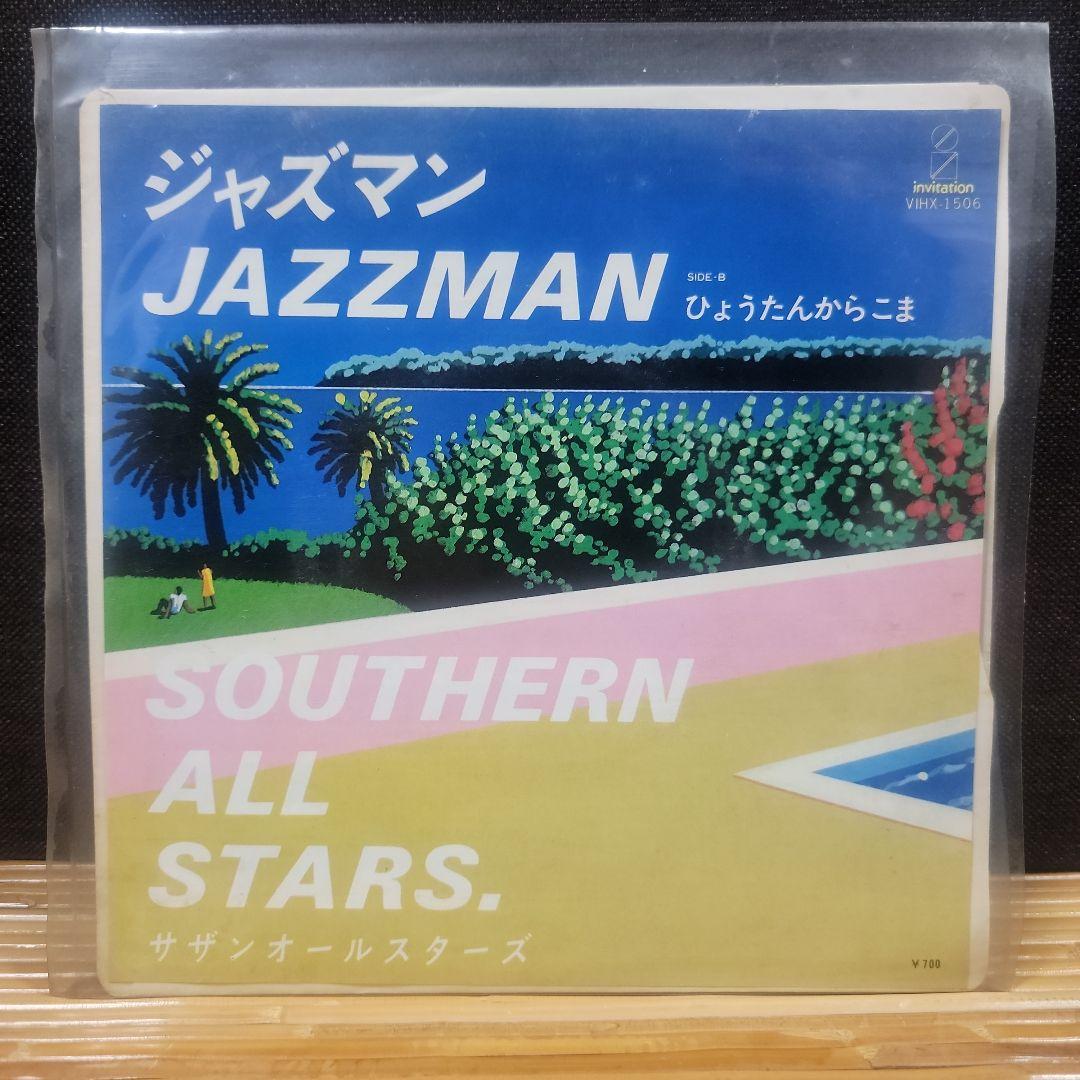 ジャズマン
JAZZMAN
SIDE-B
ひょうたんからこま
invitation
VIHX-1506
SOUTHERN
ALL
STARS.
サザンオールスターズ
¥700